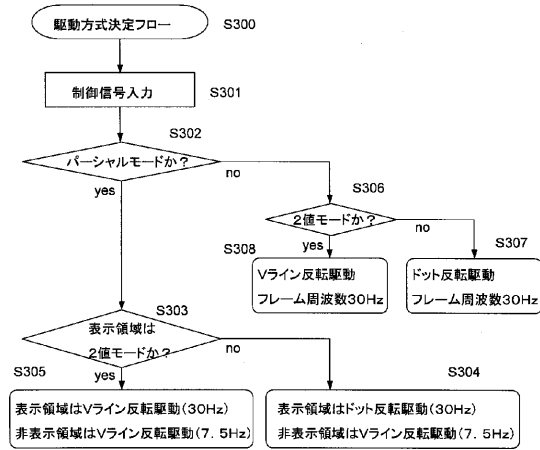 駆動方式決定フロー
S300
制御信号入力
S301
S302
パーシャルモードか？
yes
no
S306
2値モードか？
yes
no
S308
Vライン反転駆動
フレーム周波数30Hz
S307
ドット反転駆動
フレーム周波数30Hz
S303
表示領域は
2値モードか？
yes
no
S305
表示領域はVライン反転駆動(30Hz)
非表示領域はVライン反転駆動(7．5Hz)
S304
表示領域はドット反転駆動(30Hz)
非表示領域はVライン反転駆動(7．5Hz)